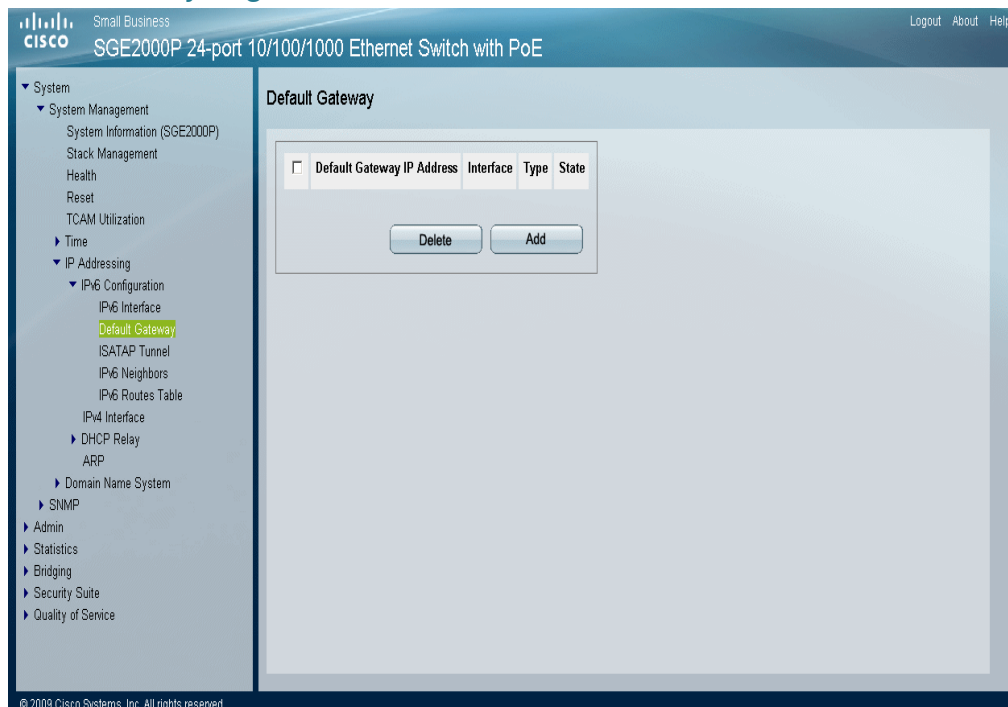 Small Business
CISCO
SGE2000P 24-port 10/100/1000 Ethernet Switch with PoE
Logout About Help
System
System Management
System Information (SGE2000P)
Stack Management
Health
Reset
TCAM Utilization
Time
IP Addressing
IPv6 Configuration
IPv6 Interface
Default Gateway
ISATAP Tunnel
IPv6 Neighbors
IPv6 Routes Table
IPv4 Interface
DHCP Relay
ARP
Domain Name System
SNMP
Admin
Statistics
Bridging
Security Suite
Quality of Service
Default Gateway
Default Gateway IP Address Interface Type State
Delete Add
© 2009 Cisco Systems, Inc. All rights reserved.